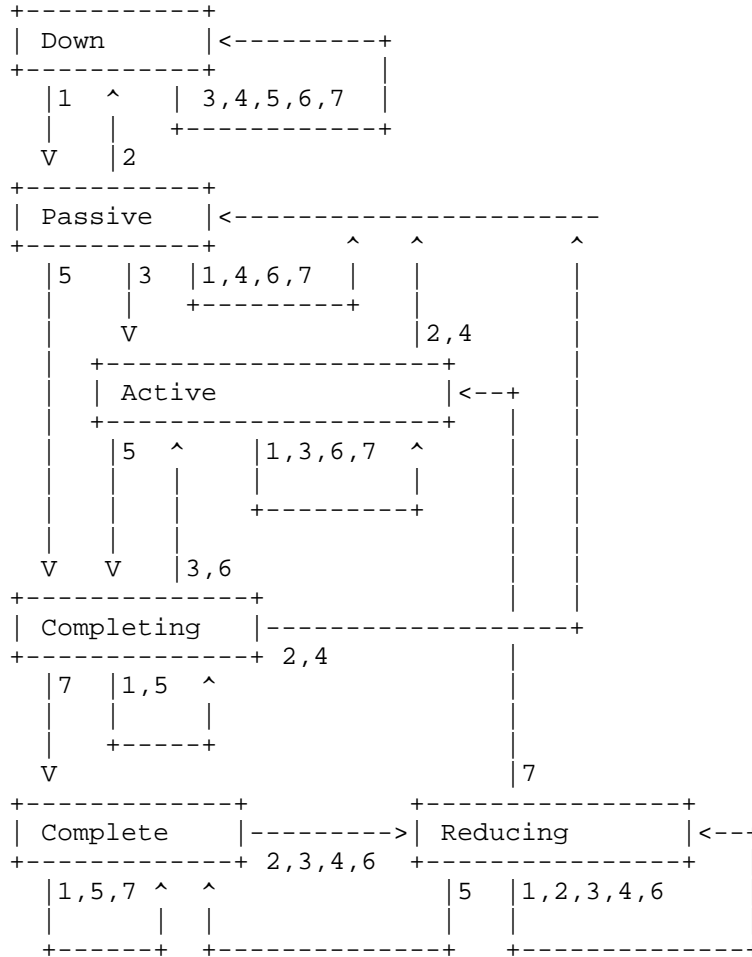 Down
1 3,4,5,6,7
2
Passive
5 3 1,4,6,7
V
2,4
Active
5 1,3,6,7
3,6
Completing
2,4
7 1,5
7
Complete Reducing
2,3,4,6
1,5,7 5 1,2,3,4,6